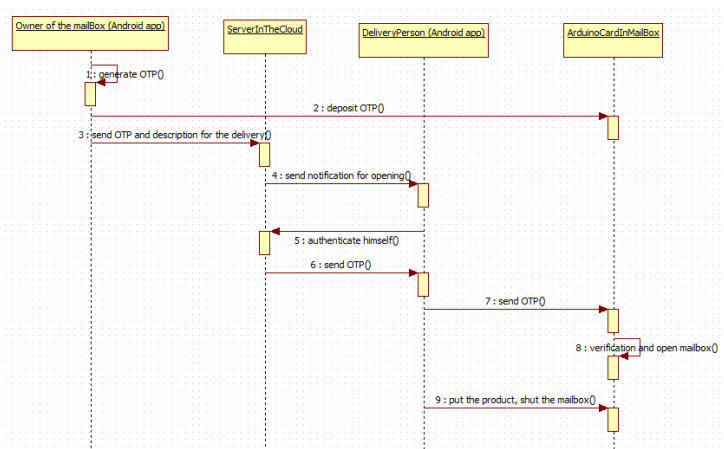 Owner of the mailBox (Android app)
ServerInTheCloud
DeliveryPerson (Android app)
ArduinoCardInMailBox
1 : generate OTP()
2 : deposit OTP()
3 : send OTP and description for the delivery()
4 : send notification for opening()
5 : authenticate himself()
6 : send OTP()
7 : send OTP()
8 : verification and open mailbox()
9 : put the product, shut the mailbox()